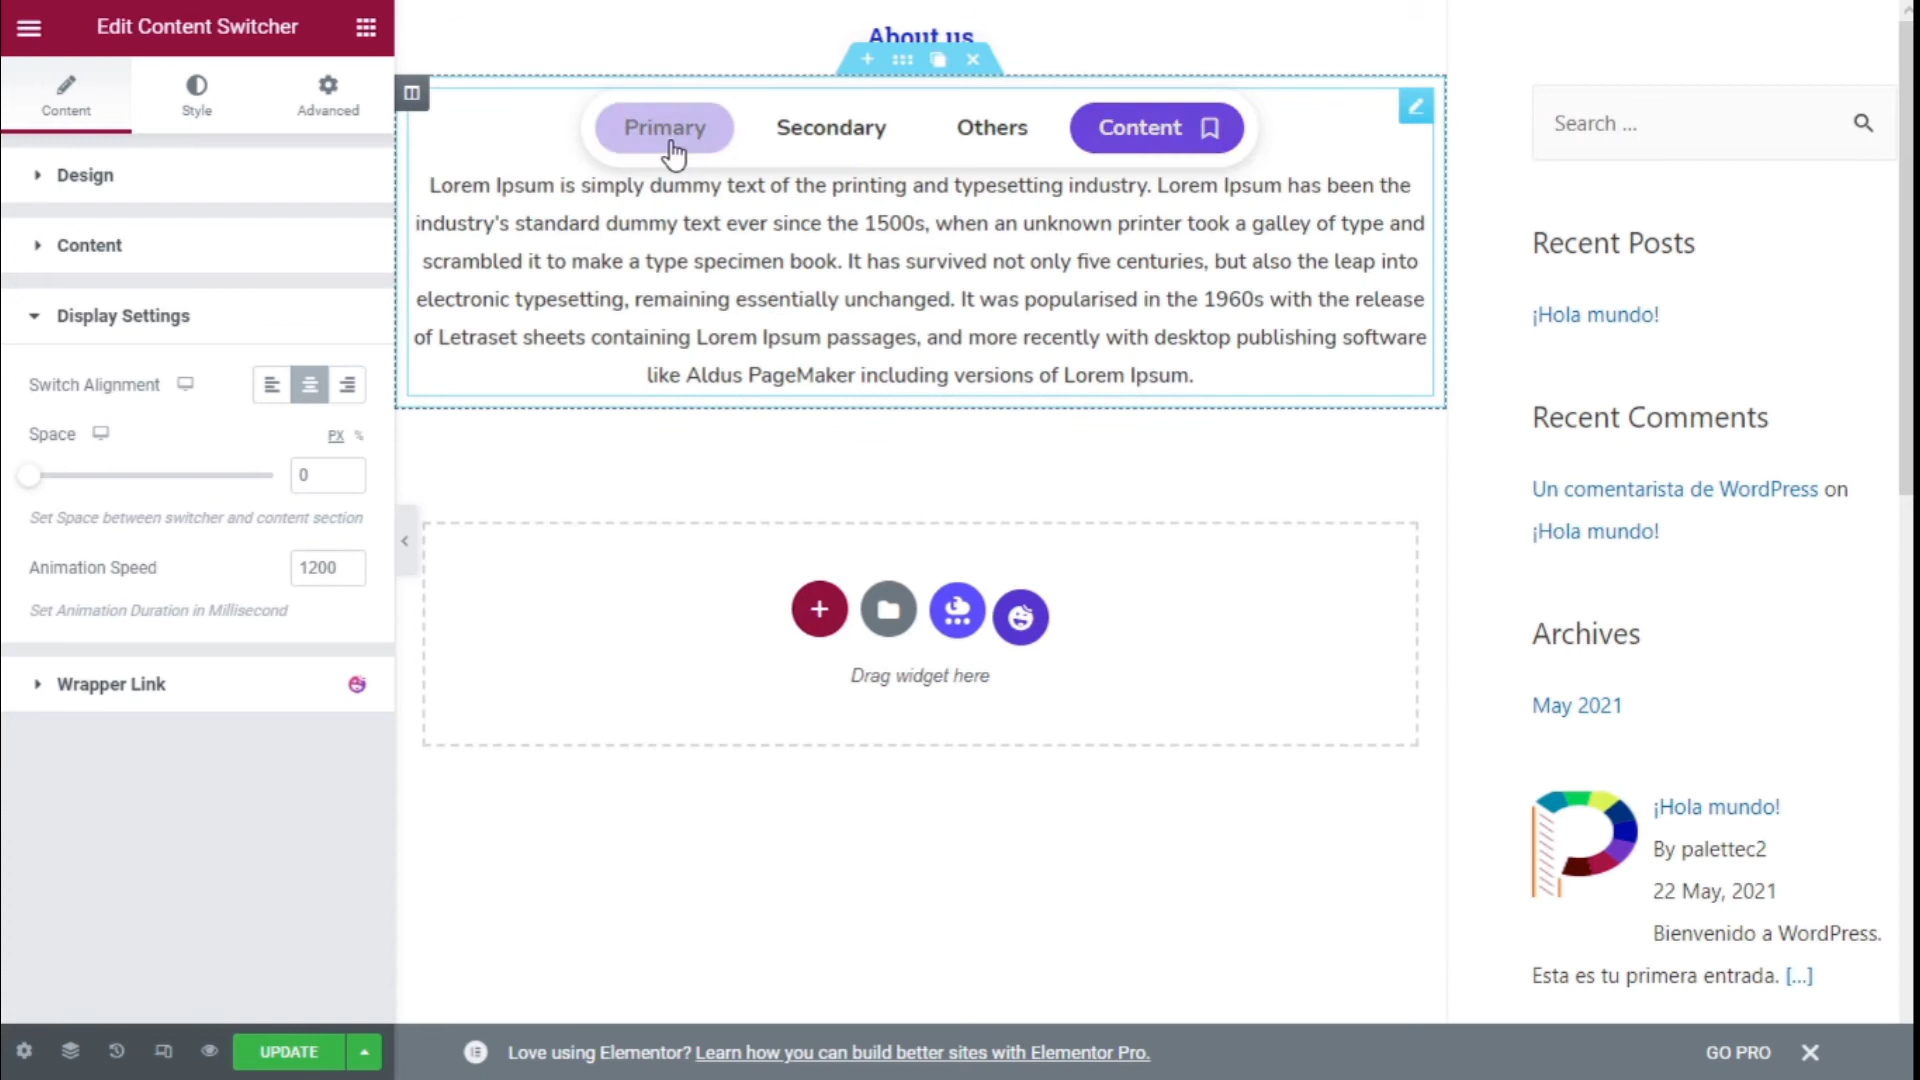 Edit Content Switcher
Content
Style
Advanced
Design
Content
Display Settings
Switch Alignment
Space
PX %
0
Set Space between switcher and content section
Animation Speed
1200
Set Animation Duration in Millisecond
Wrapper Link
UPDATE
About us
Primary
Secondary
Others
Content
Lorem Ipsum is simply dummy text of the printing and typesetting industry. Lorem Ipsum has been the
industry's standard dummy text ever since the 1500s, when an unknown printer took a galley of type and
scrambled it to make a type specimen book. It has survived not only five centuries, but also the leap into
electronic typesetting, remaining essentially unchanged. It was popularised in the 1960s with the release
of Letraset sheets containing Lorem Ipsum passages, and more recently with desktop publishing software
like Aldus PageMaker including versions of Lorem Ipsum.
Drag widget here
Search ...
Recent Posts
¡Hola mundo!
Recent Comments
Un comentarista de WordPress on
¡Hola mundo!
Archives
May 2021
¡Hola mundo!
By palettec2
22 May, 2021
Bienvenido a WordPress.
Esta es tu primera entrada. [...]
Love using Elementor? Learn how you can build better sites with Elementor Pro.
GO PRO